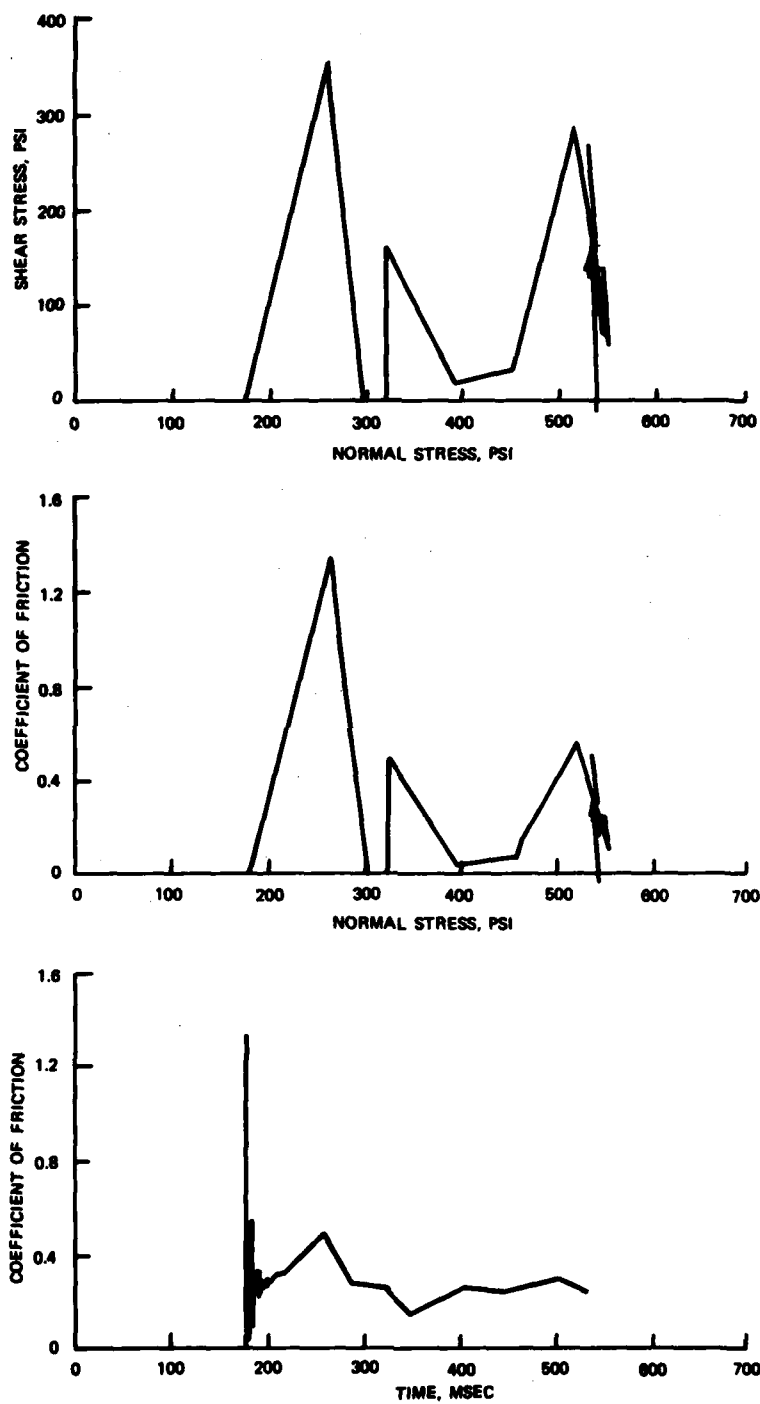 400
300
200
100
0
SHEAR STRESS, PSI
0 100 200 300 400 500 600 700
NORMAL STRESS, PSI
1.6
1.2
0.8
0.4
0
COEFFICIENT OF FRICTION
0 100 200 300 400 500 600 700
NORMAL STRESS, PSI
1.6
1.2
0.8
0.4
0
COEFFICIENT OF FRICTION
0 100 200 300 400 500 600 700
TIME, MSEC